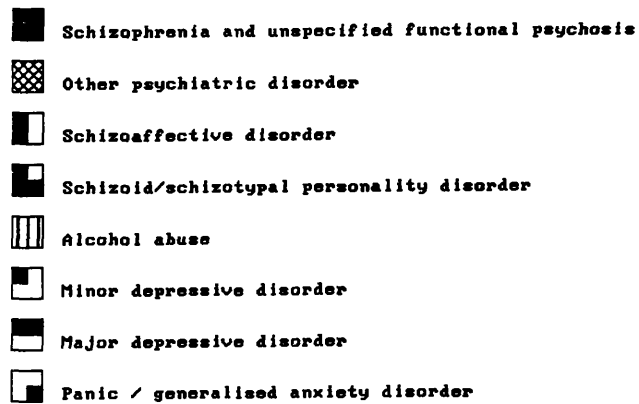 Schizophrenia and unspecified functional psychosis
Other psychiatric disorder
Schizoaffective disorder
Schizoid/schizotypal personality disorder
Alcohol abuse
Minor depressive disorder
Major depressive disorder
Panic / generalised anxiety disorder